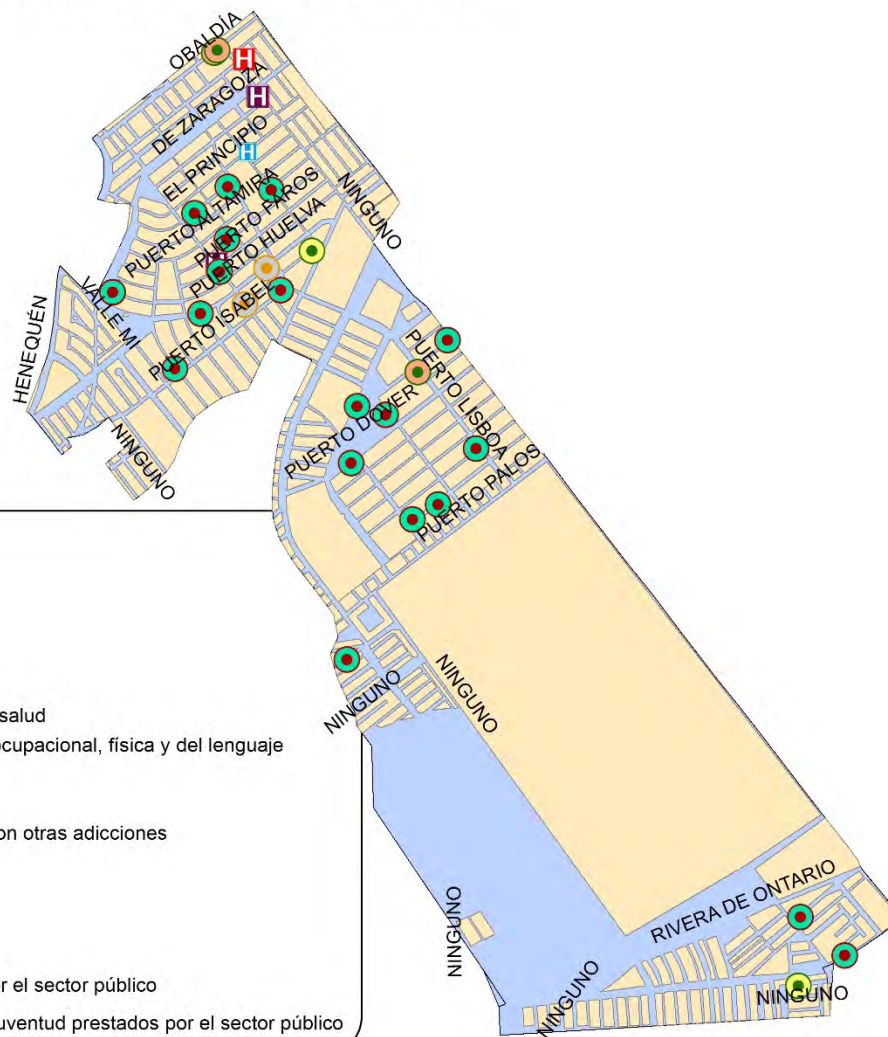 OBALDÍA
H
DE ZARAGOZA
H
EL PRINCIPIO
H
PUERTO ALTAMIRA
PUERTO FAROS
NINGUNO
PUERTO HUELVA
VALLE MI
PUERTO ISABEL
HENEQUÉN
NINGUNO
PUERTO LISBOA
PUERTO DOVER
PUERTO PALOS
NINGUNO
NINGUNO
salud
ocupacional, física y del lenguaje
on otras adicciones
RIVERA DE ONTARIO
NINGUNO
NINGUNO
NINGUNO
r el sector público
uventud prestados por el sector público